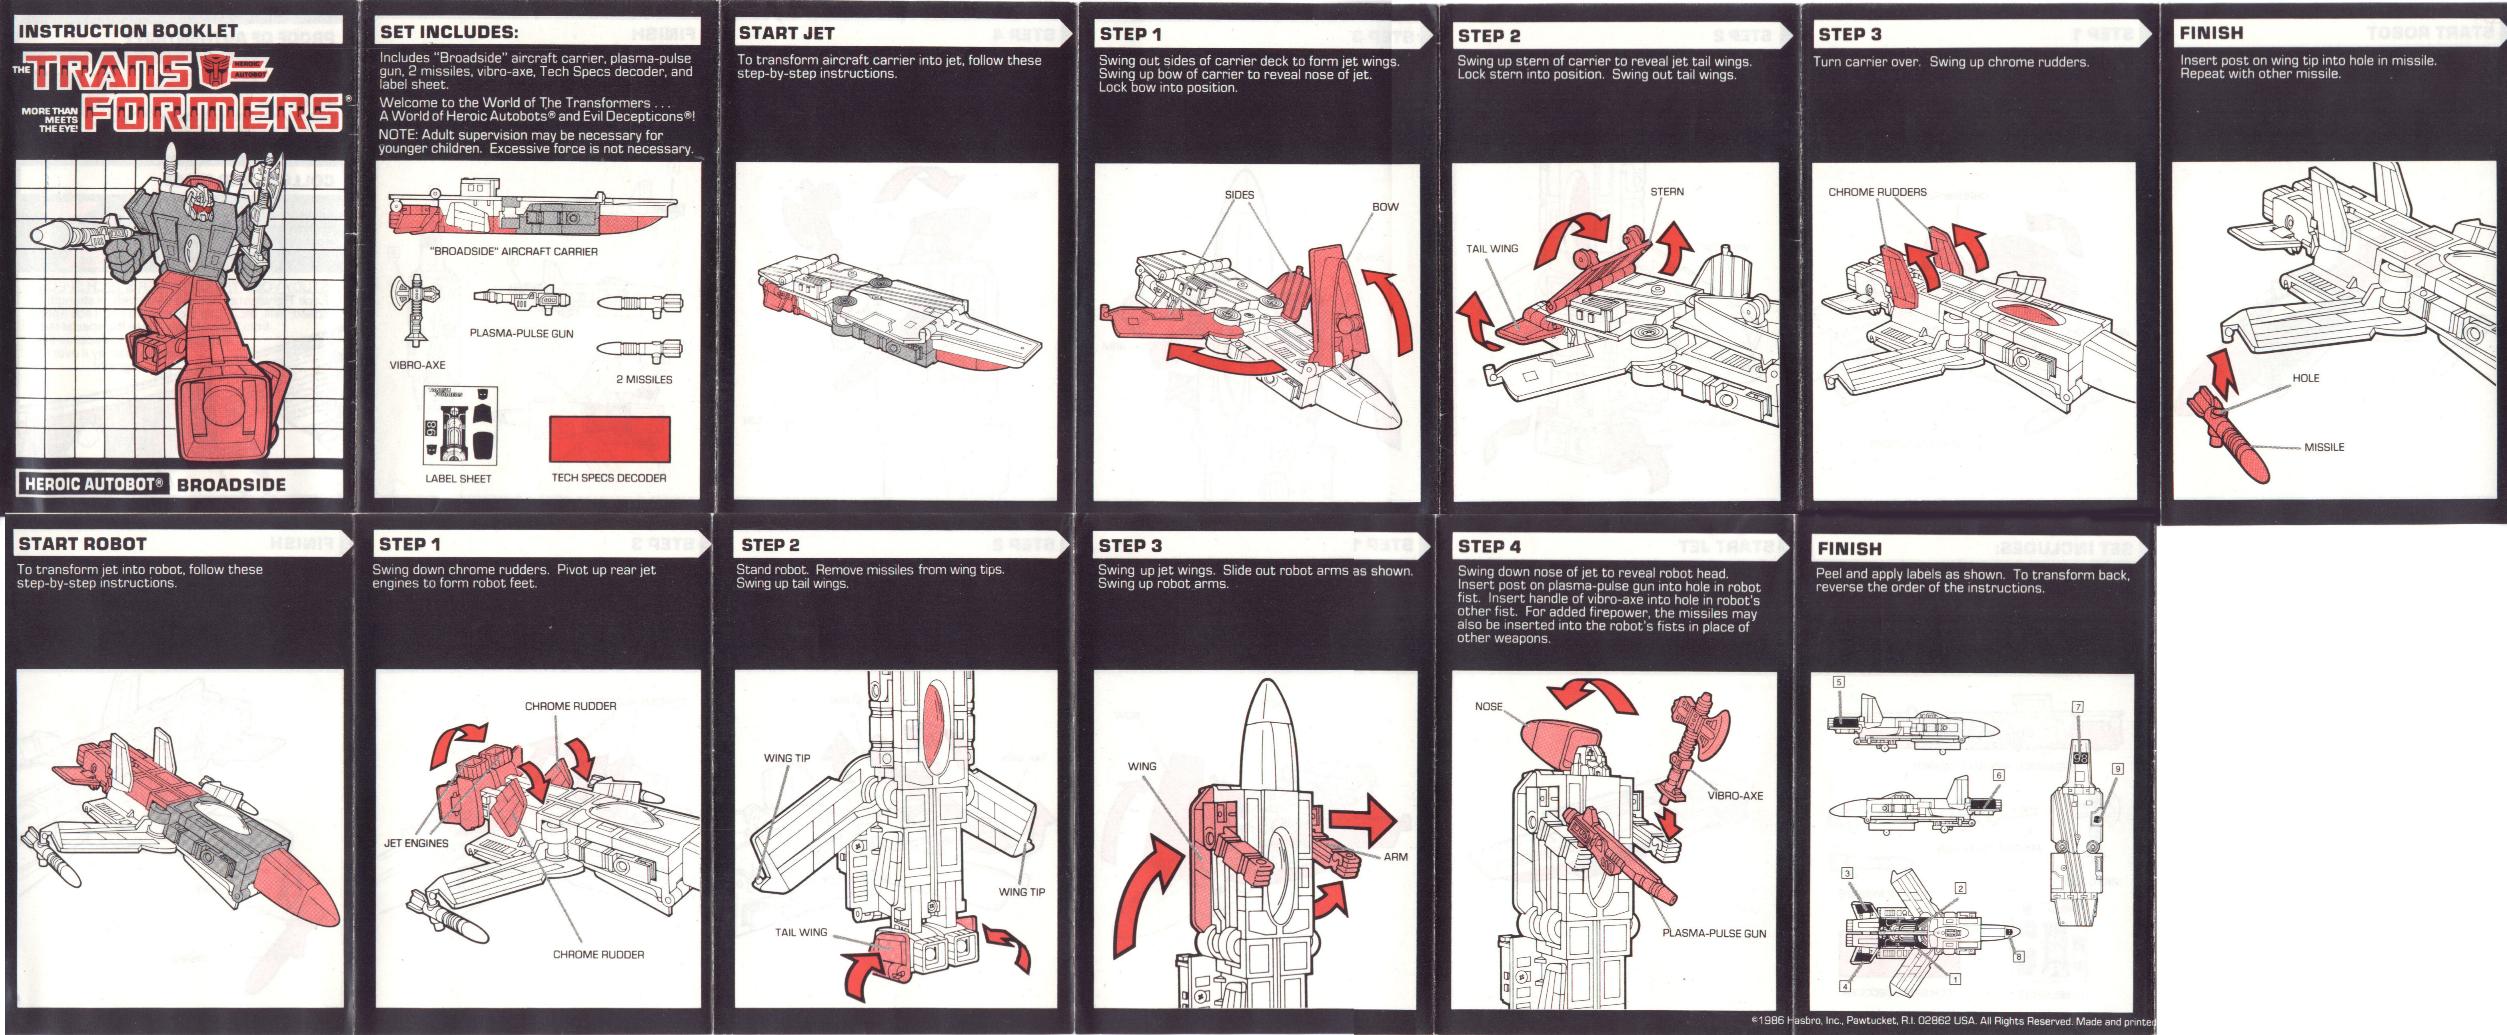 INSTRUCTION BOOKLET
THE TRANSFORMERS®
HEROIC
AUTOBOT
MORE THAN
MEETS
THE EYE!
HEROIC AUTOBOT® BROADSIDE
SET INCLUDES:
Includes "Broadside" aircraft carrier, plasma-pulse
gun, 2 missiles, vibro-axe, Tech Specs decoder, and
label sheet.
Welcome to the World of The Transformers . . .
A World of Heroic Autobots® and Evil Decepticons®!
NOTE: Adult supervision may be necessary for
younger children. Excessive force is not necessary.
"BROADSIDE" AIRCRAFT CARRIER
PLASMA-PULSE GUN
VIBRO-AXE
2 MISSILES
98
LABEL SHEET
TECH SPECS DECODER
START JET
To transform aircraft carrier into jet, follow these
step-by-step instructions.
STEP 1
Swing out sides of carrier deck to form jet wings.
Swing up bow of carrier to reveal nose of jet.
Lock bow into position.
SIDES
BOW
STEP 2
Swing up stern of carrier to reveal jet tail wings.
Lock stern into position. Swing out tail wings.
STERN
TAIL WING
STEP 3
Turn carrier over. Swing up chrome rudders.
CHROME RUDDERS
FINISH
Insert post on wing tip into hole in missile.
Repeat with other missile.
HOLE
MISSILE
START ROBOT
To transform jet into robot, follow these
step-by-step instructions.
STEP 1
Swing down chrome rudders. Pivot up rear jet
engines to form robot feet.
CHROME RUDDER
JET ENGINES
CHROME RUDDER
STEP 2
Stand robot. Remove missiles from wing tips.
Swing up tail wings.
WING TIP
WING TIP
TAIL WING
STEP 3
Swing up jet wings. Slide out robot arms as shown.
Swing up robot arms.
WING
ARM
STEP 4
Swing down nose of jet to reveal robot head.
Insert post on plasma-pulse gun into hole in robot
fist. Insert handle of vibro-axe into hole in robot's
other fist. For added firepower, the missiles may
also be inserted into the robot's fists in place of
other weapons.
NOSE
VIBRO-AXE
PLASMA-PULSE GUN
FINISH
Peel and apply labels as shown. To transform back,
reverse the order of the instructions.
5
7
98
6
9
3
2
8
4
1
©1986 Hasbro, Inc., Pawtucket, R.I. 02862 USA. All Rights Reserved. Made and printed